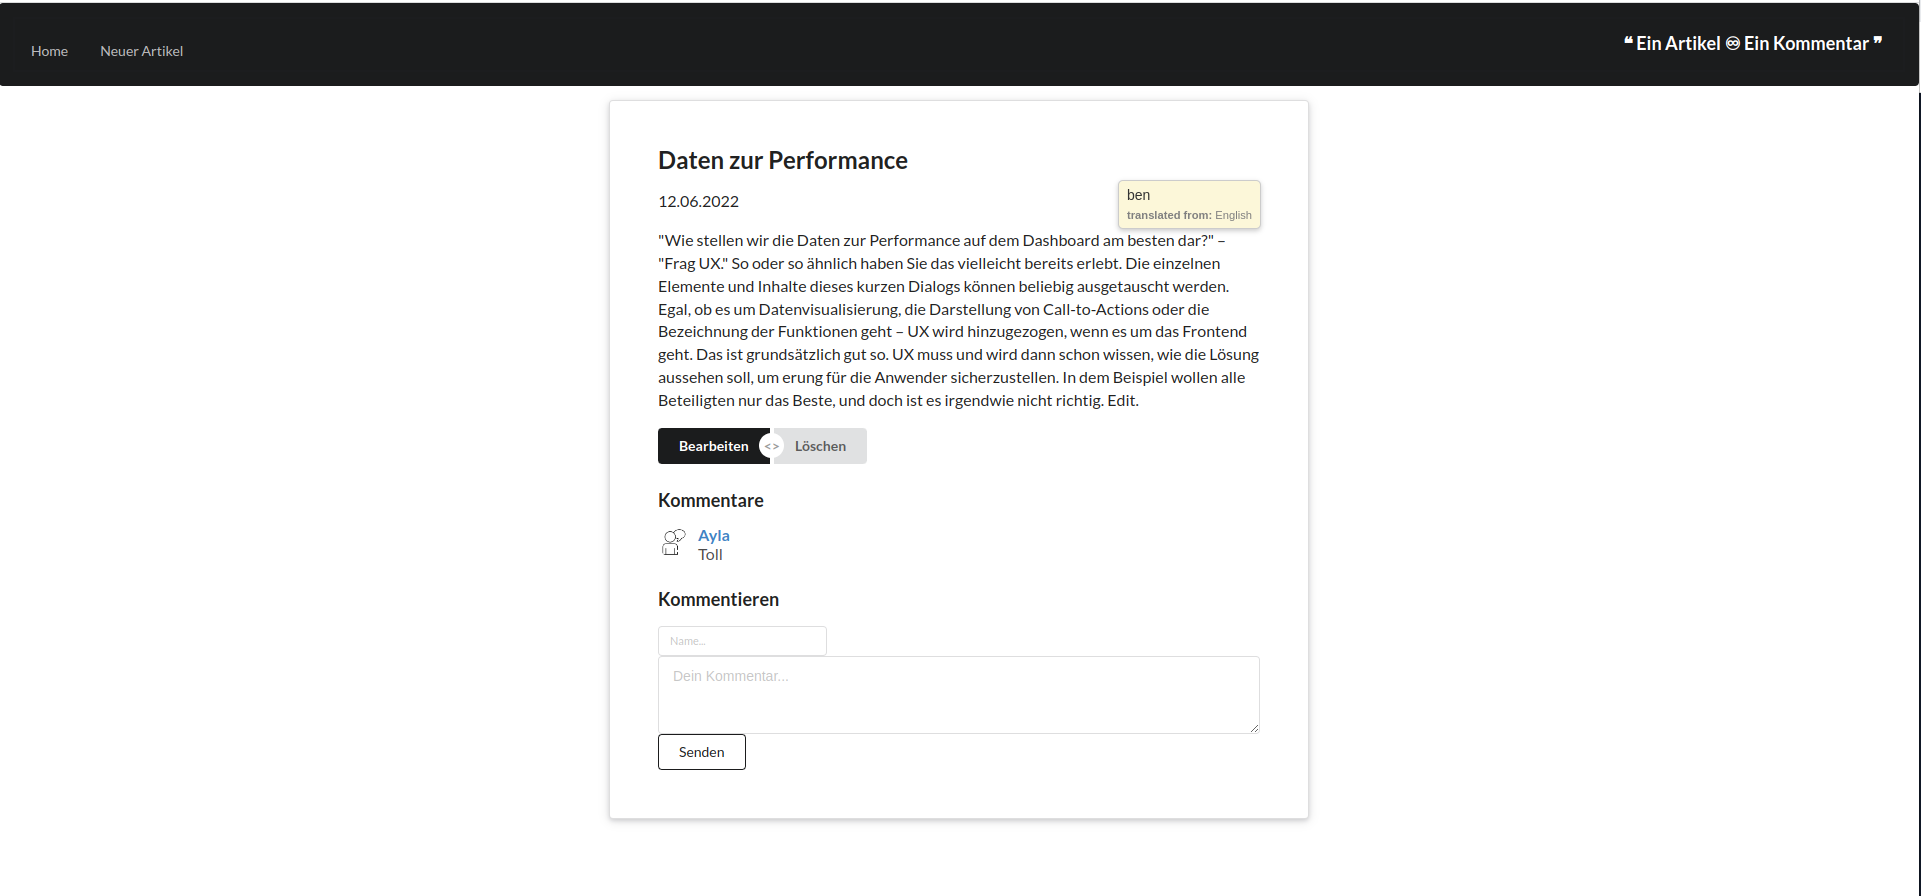 Home Neuer Artikel
❝ Ein Artikel ♾ Ein Kommentar ❞
Daten zur Performance
12.06.2022
ben
translated from: English
"Wie stellen wir die Daten zur Performance auf dem Dashboard am besten dar?" –
"Frag UX." So oder so ähnlich haben Sie das vielleicht bereits erlebt. Die einzelnen
Elemente und Inhalte dieses kurzen Dialogs können beliebig ausgetauscht werden.
Egal, ob es um Datenvisualisierung, die Darstellung von Call-to-Actions oder die
Bezeichnung der Funktionen geht – UX wird hinzugezogen, wenn es um das Frontend
geht. Das ist grundsätzlich gut so. UX muss und wird dann schon wissen, wie die Lösung
aussehen soll, um erung für die Anwender sicherzustellen. In dem Beispiel wollen alle
Beteiligten nur das Beste, und doch ist es irgendwie nicht richtig. Edit.
Bearbeiten <> Löschen
Kommentare
Ayla
Toll
Kommentieren
Name...
Dein Kommentar...
Senden